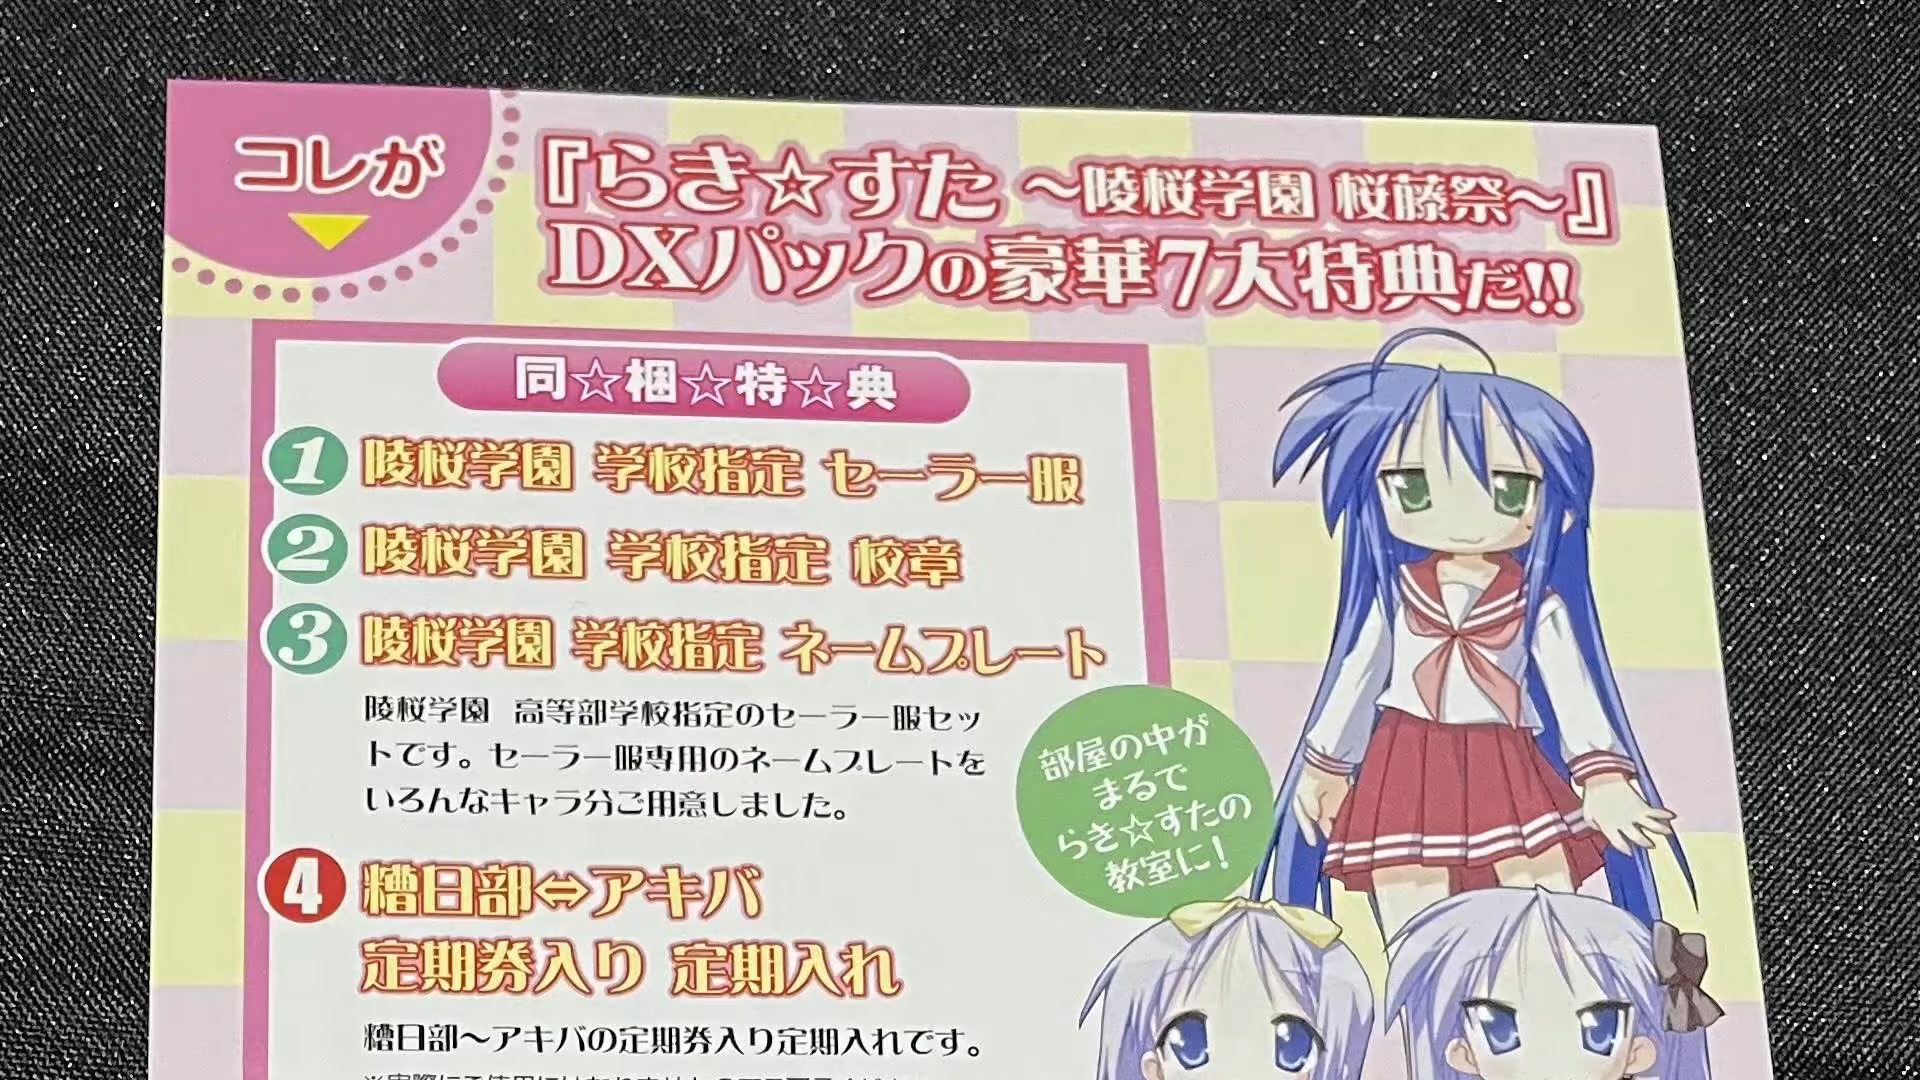 コレが
『らき☆すた ～陵桜学園 桜藤祭～』
DXパックの豪華7大特典だ!!
同☆梱☆特☆典
1 陵桜学園 学校指定 セーラー服
2 陵桜学園 学校指定 校章
3 陵桜学園 学校指定 ネームプレート
陵桜学園 高等部学校指定のセーラー服セッ
トです。セーラー服専用のネームプレートを
いろんなキャラ分ご用意しました。
部屋の中が
まるで
らき☆すたの
教室に!
4 糟日部⇔アキバ
定期券入り 定期入れ
糟日部～アキバの定期券入り定期入れです。